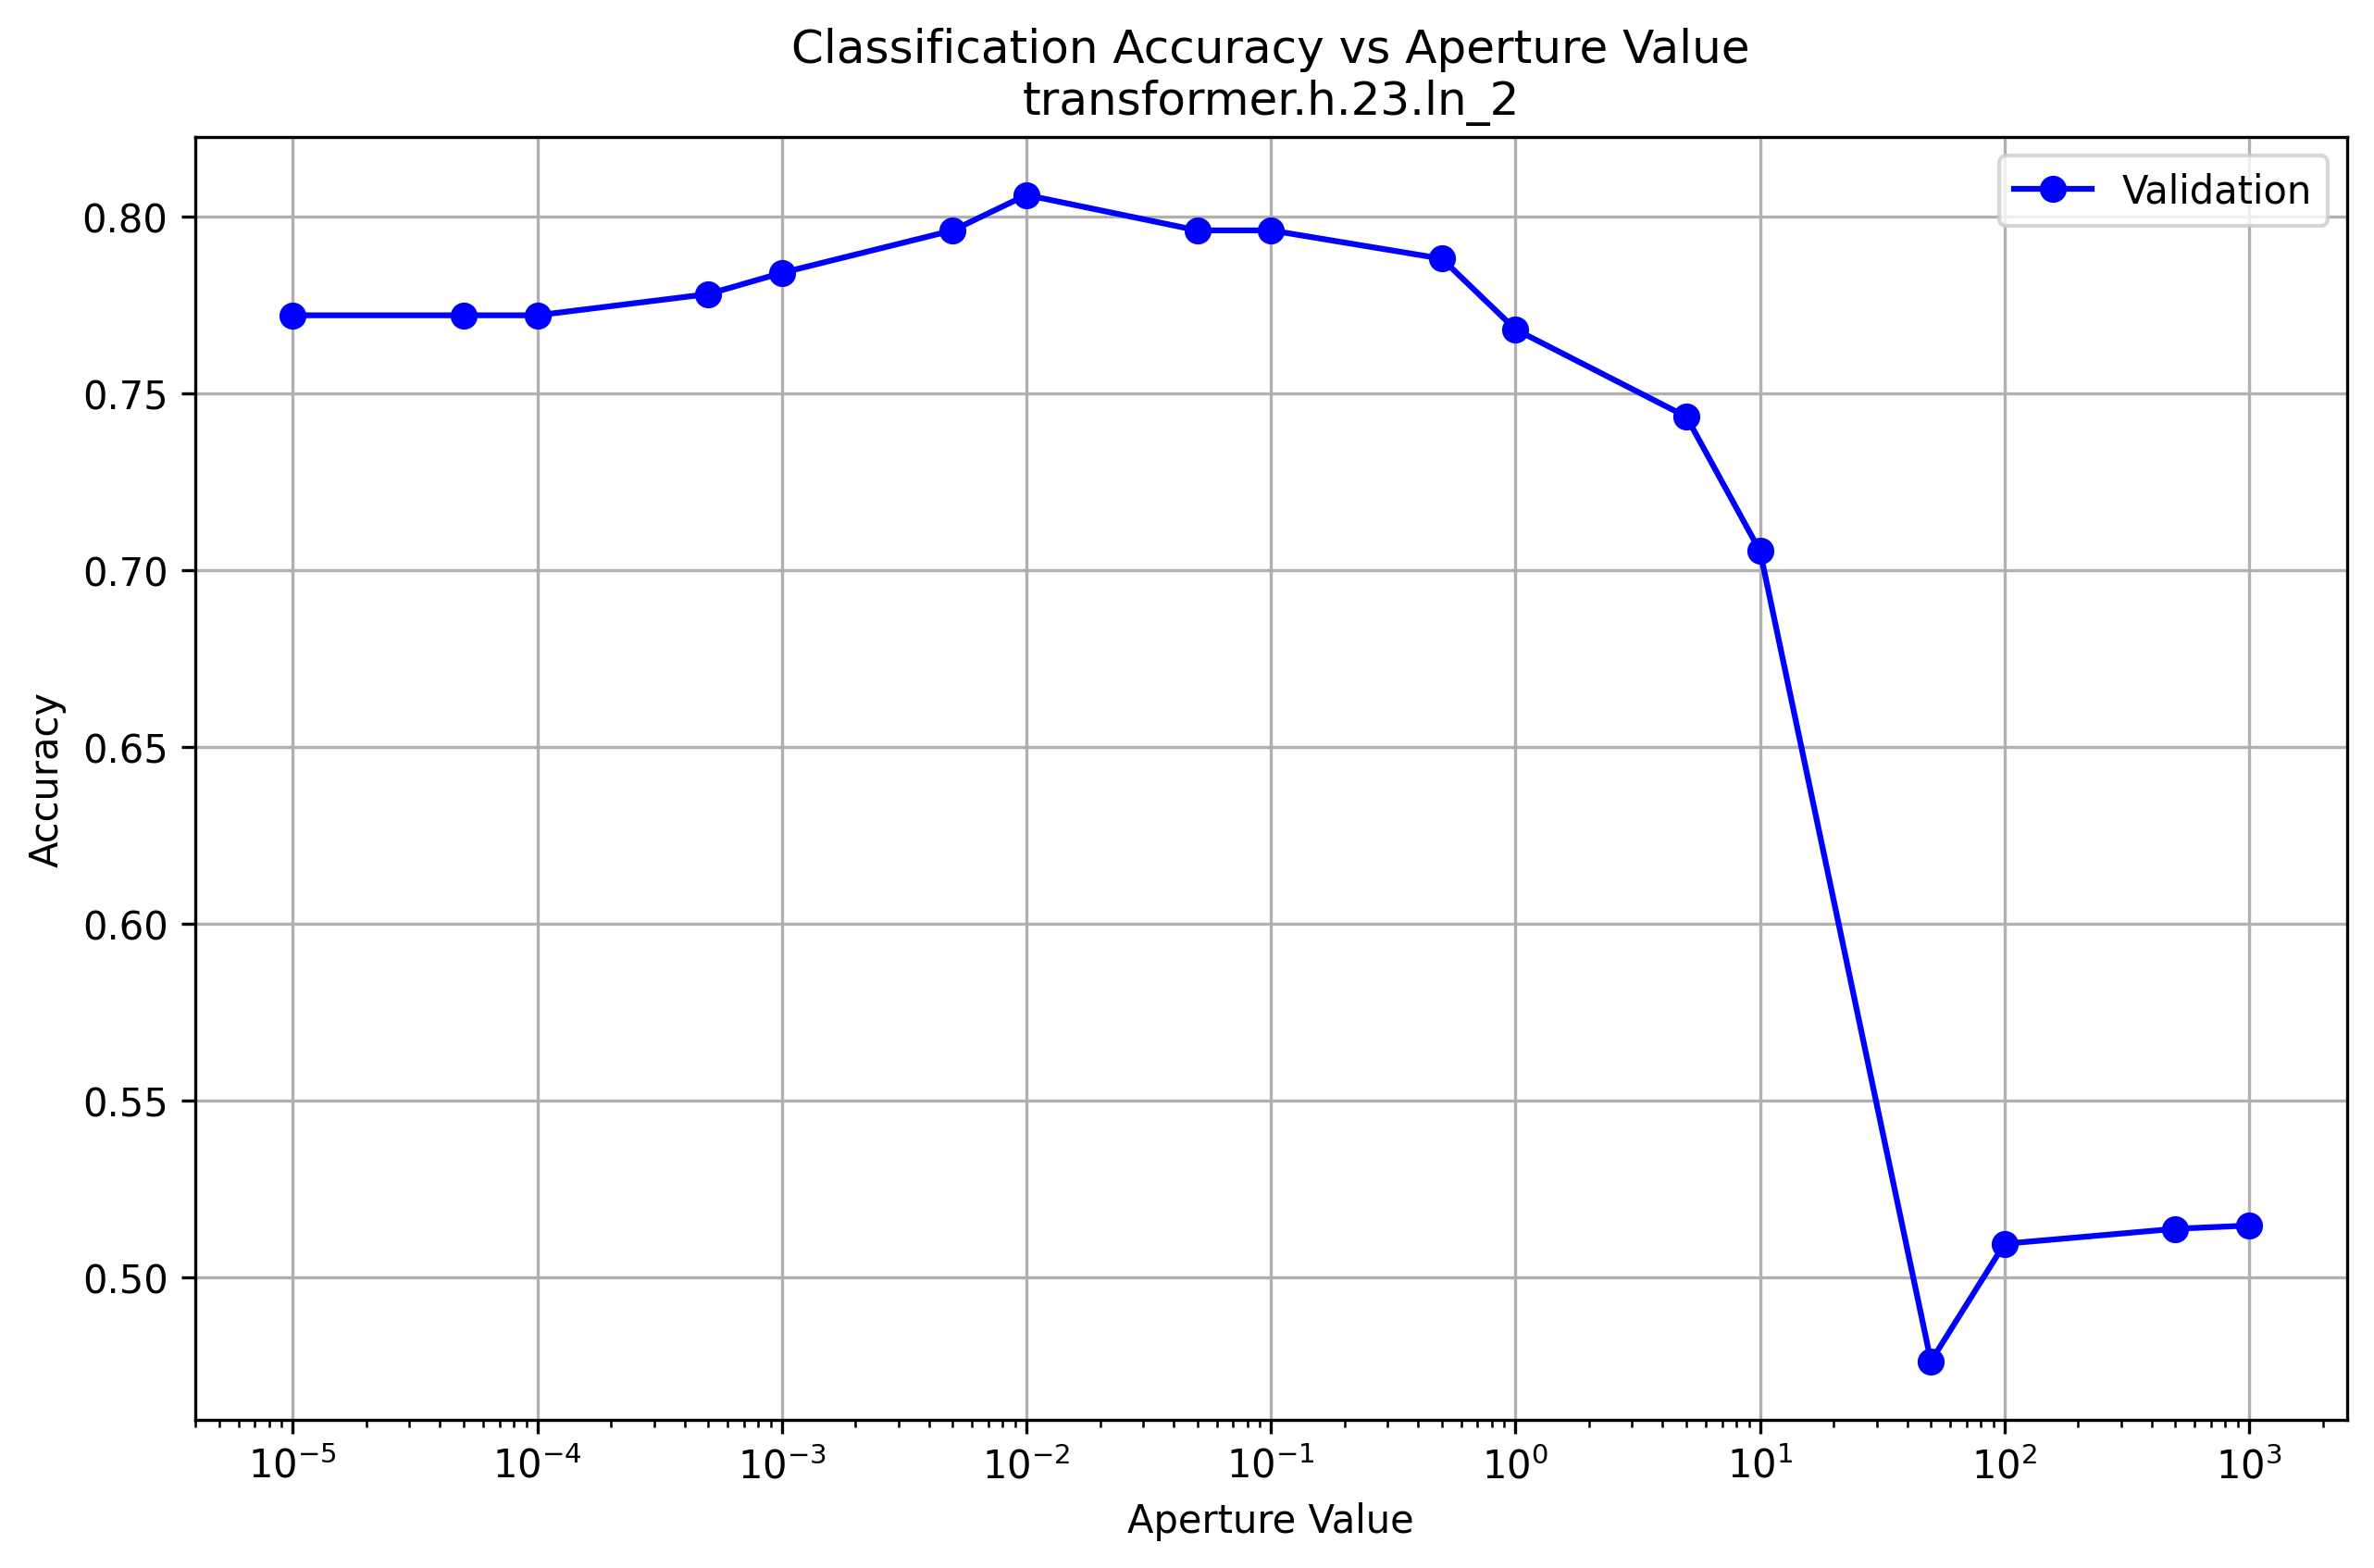 Classification Accuracy vs Aperture Value
transformer.h.23.ln_2
Validation
Accuracy
0.80
0.75
0.70
0.65
0.60
0.55
0.50
10⁻⁵ 10⁻⁴ 10⁻³ 10⁻² 10⁻¹ 10⁰ 10¹ 10² 10³
Aperture Value